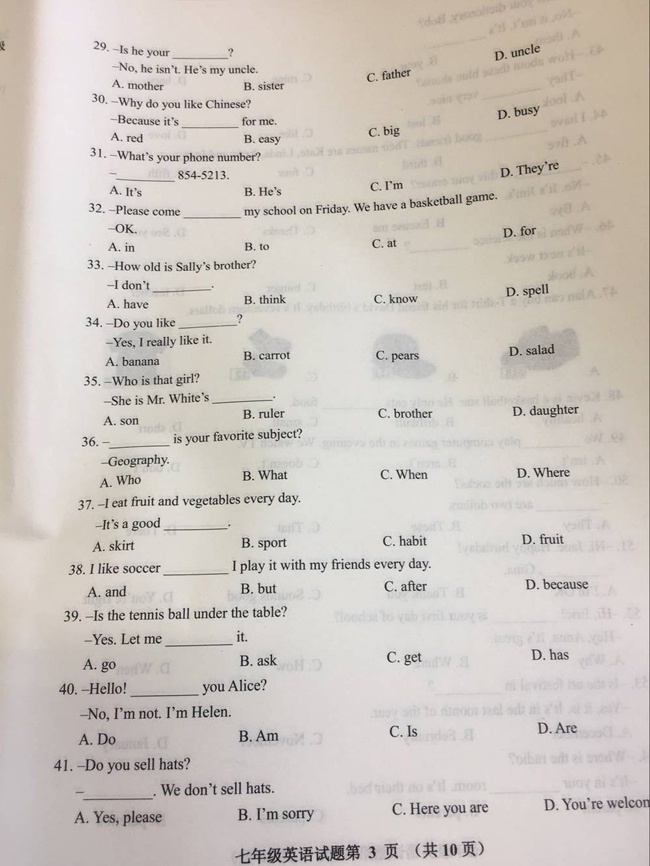 29. –Is he your ________?
–No, he isn't. He's my uncle.
A. mother B. sister C. father D. uncle
30. –Why do you like Chinese?
–Because it's ________ for me.
A. red B. easy C. big D. busy
31. –What's your phone number?
–________ 854-5213.
A. It's B. He's C. I'm D. They're
32. –Please come ________ my school on Friday. We have a basketball game.
–OK.
A. in B. to C. at D. for
33. –How old is Sally's brother?
–I don't ________.
A. have B. think C. know D. spell
34. –Do you like ________?
–Yes, I really like it.
A. banana B. carrot C. pears D. salad
35. –Who is that girl?
–She is Mr. White's ________.
A. son B. ruler C. brother D. daughter
36. –________ is your favorite subject?
–Geography.
A. Who B. What C. When D. Where
37. –I eat fruit and vegetables every day.
–It's a good ________.
A. skirt B. sport C. habit D. fruit
38. I like soccer ________ I play it with my friends every day.
A. and B. but C. after D. because
39. –Is the tennis ball under the table?
–Yes. Let me ________ it.
A. go B. ask C. get D. has
40. –Hello! ________ you Alice?
–No, I'm not. I'm Helen.
A. Do B. Am C. Is D. Are
41. –Do you sell hats?
–________. We don't sell hats.
A. Yes, please B. I'm sorry C. Here you are D. You're welcon
七年级英语试题第 3 页 （共10页）